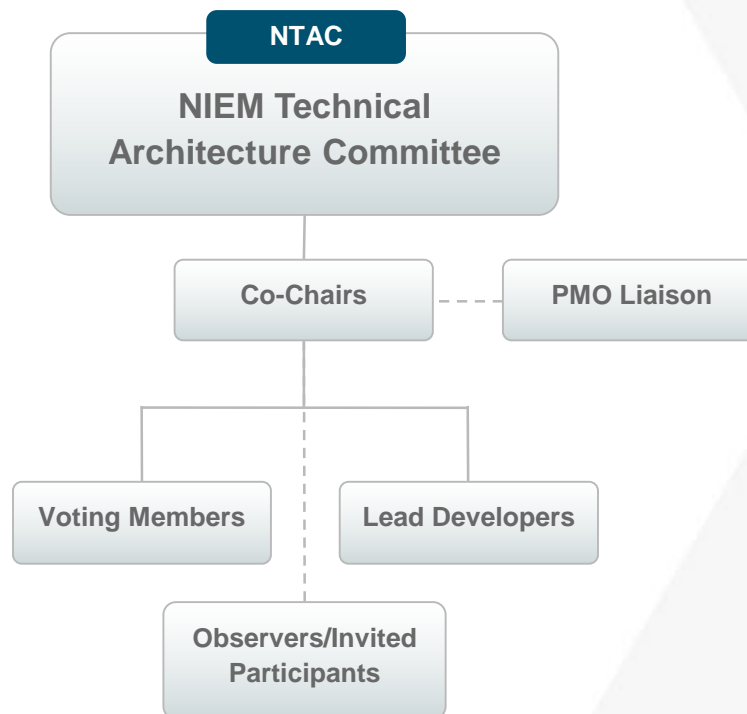 NTAC
NIEM Technical
Architecture Committee
Co-Chairs
PMO Liaison
Voting Members
Lead Developers
Observers/Invited
Participants